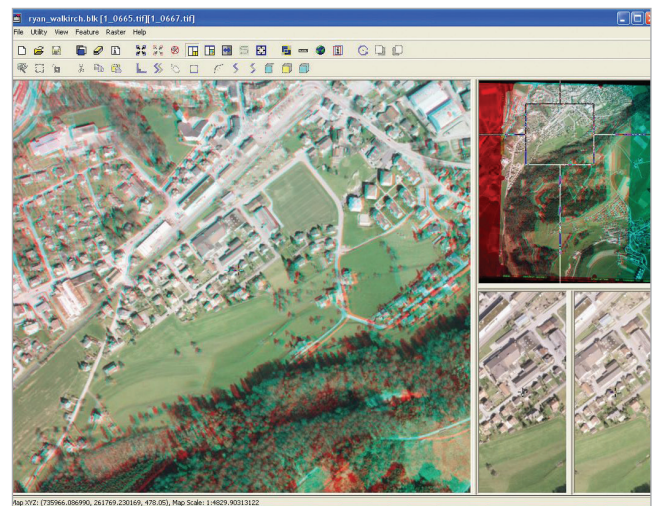 ryan_walkirch.blk [1_0665.tif][1_0667.tif]
File Utility View Feature Raster Help
Map XYZ: (735966.086990, 261769.230169, 478.05), Map Scale: 1:4829.90313122